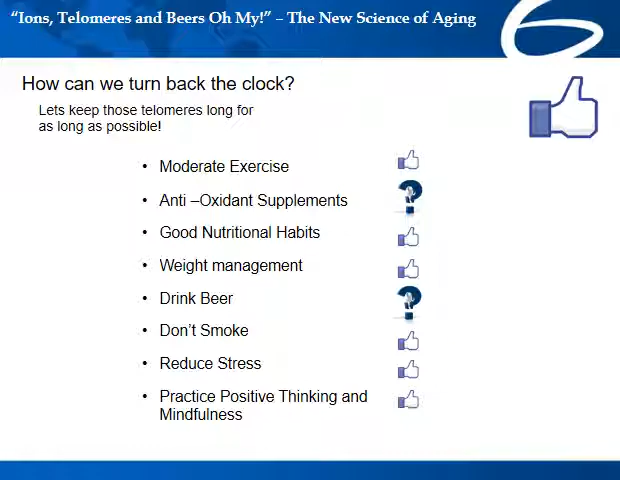 “Ions, Telomeres and Beers Oh My!” – The New Science of Aging
How can we turn back the clock?
Lets keep those telomeres long for
as long as possible!
• Moderate Exercise
• Anti –Oxidant Supplements
?
• Good Nutritional Habits
• Weight management
• Drink Beer
?
• Don’t Smoke
• Reduce Stress
• Practice Positive Thinking and
Mindfulness